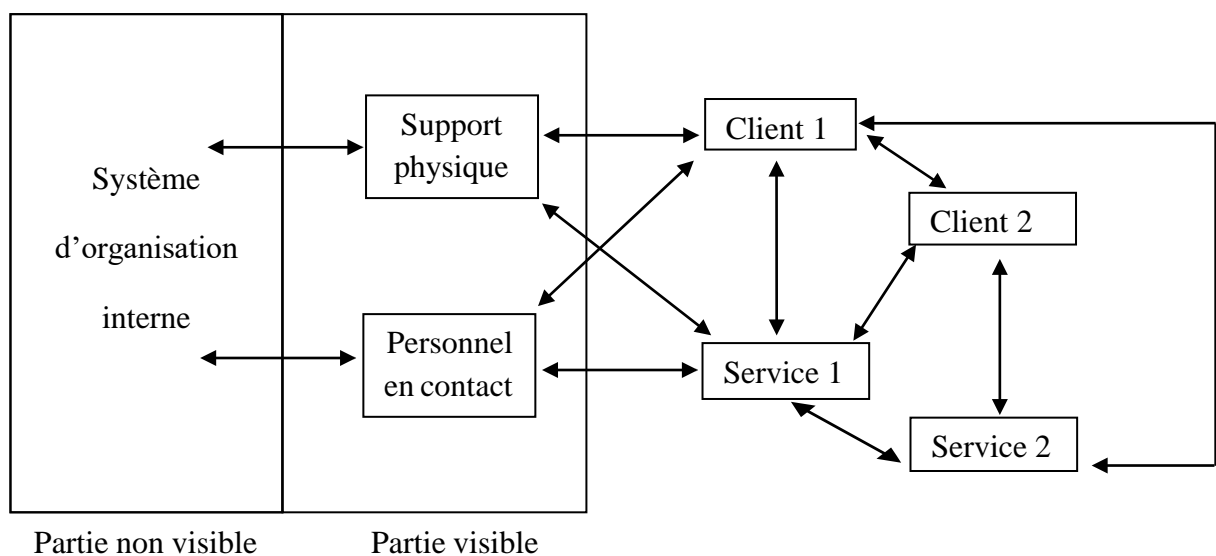 Système
d’organisation
interne
Support
physique
Personnel
en contact
Client 1
Client 2
Service 1
Service 2
Partie non visible
Partie visible